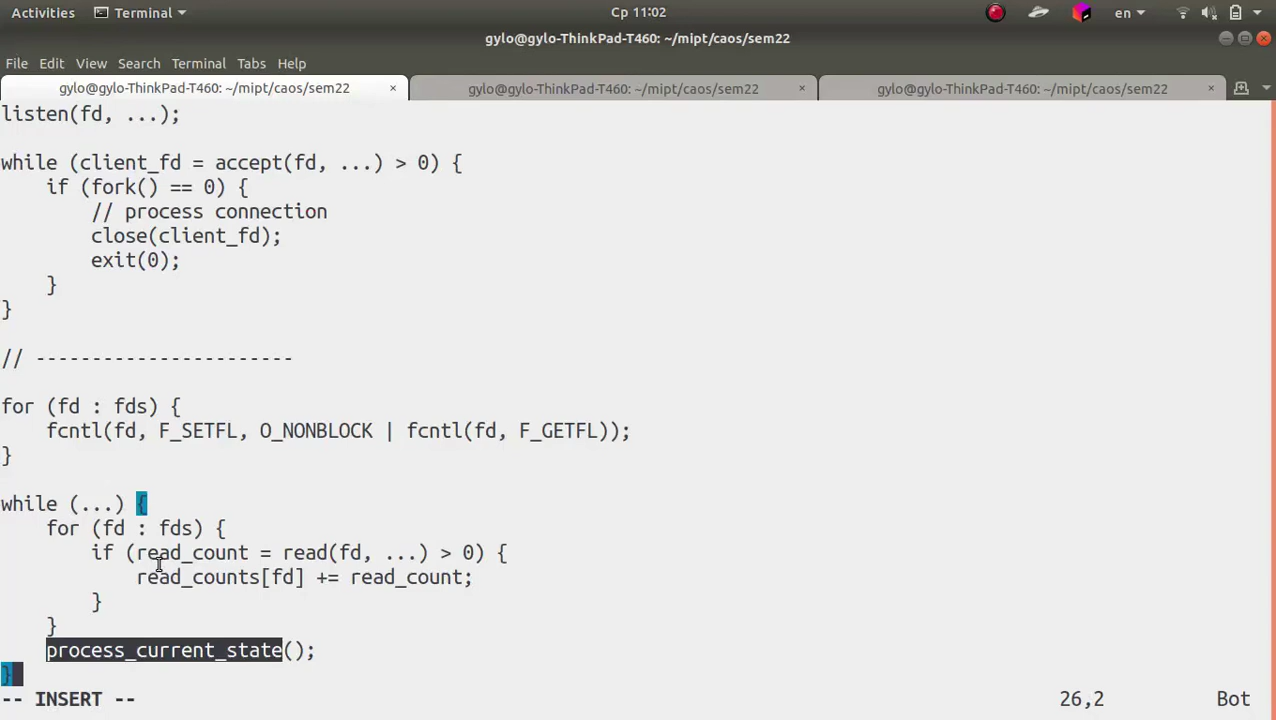 Activities Terminal Ср 11:02 en
gylo@gylo-ThinkPad-T460: ~/mipt/caos/sem22
File Edit View Search Terminal Tabs Help
gylo@gylo-ThinkPad-T460: ~/mipt/caos/sem22 × gylo@gylo-ThinkPad-T460: ~/mipt/caos/sem22 × gylo@gylo-ThinkPad-T460: ~/mipt/caos/sem22 ×
listen(fd, ...);
while (client_fd = accept(fd, ...) > 0) {
    if (fork() == 0) {
        // process connection
        close(client_fd);
        exit(0);
    }
}
// -----------------------
for (fd : fds) {
    fcntl(fd, F_SETFL, O_NONBLOCK | fcntl(fd, F_GETFL));
}
while (...) {
    for (fd : fds) {
        if (read_count = read(fd, ...) > 0) {
            read_counts[fd] += read_count;
        }
    }
    process_current_state();
}
-- INSERT -- 26,2 Bot